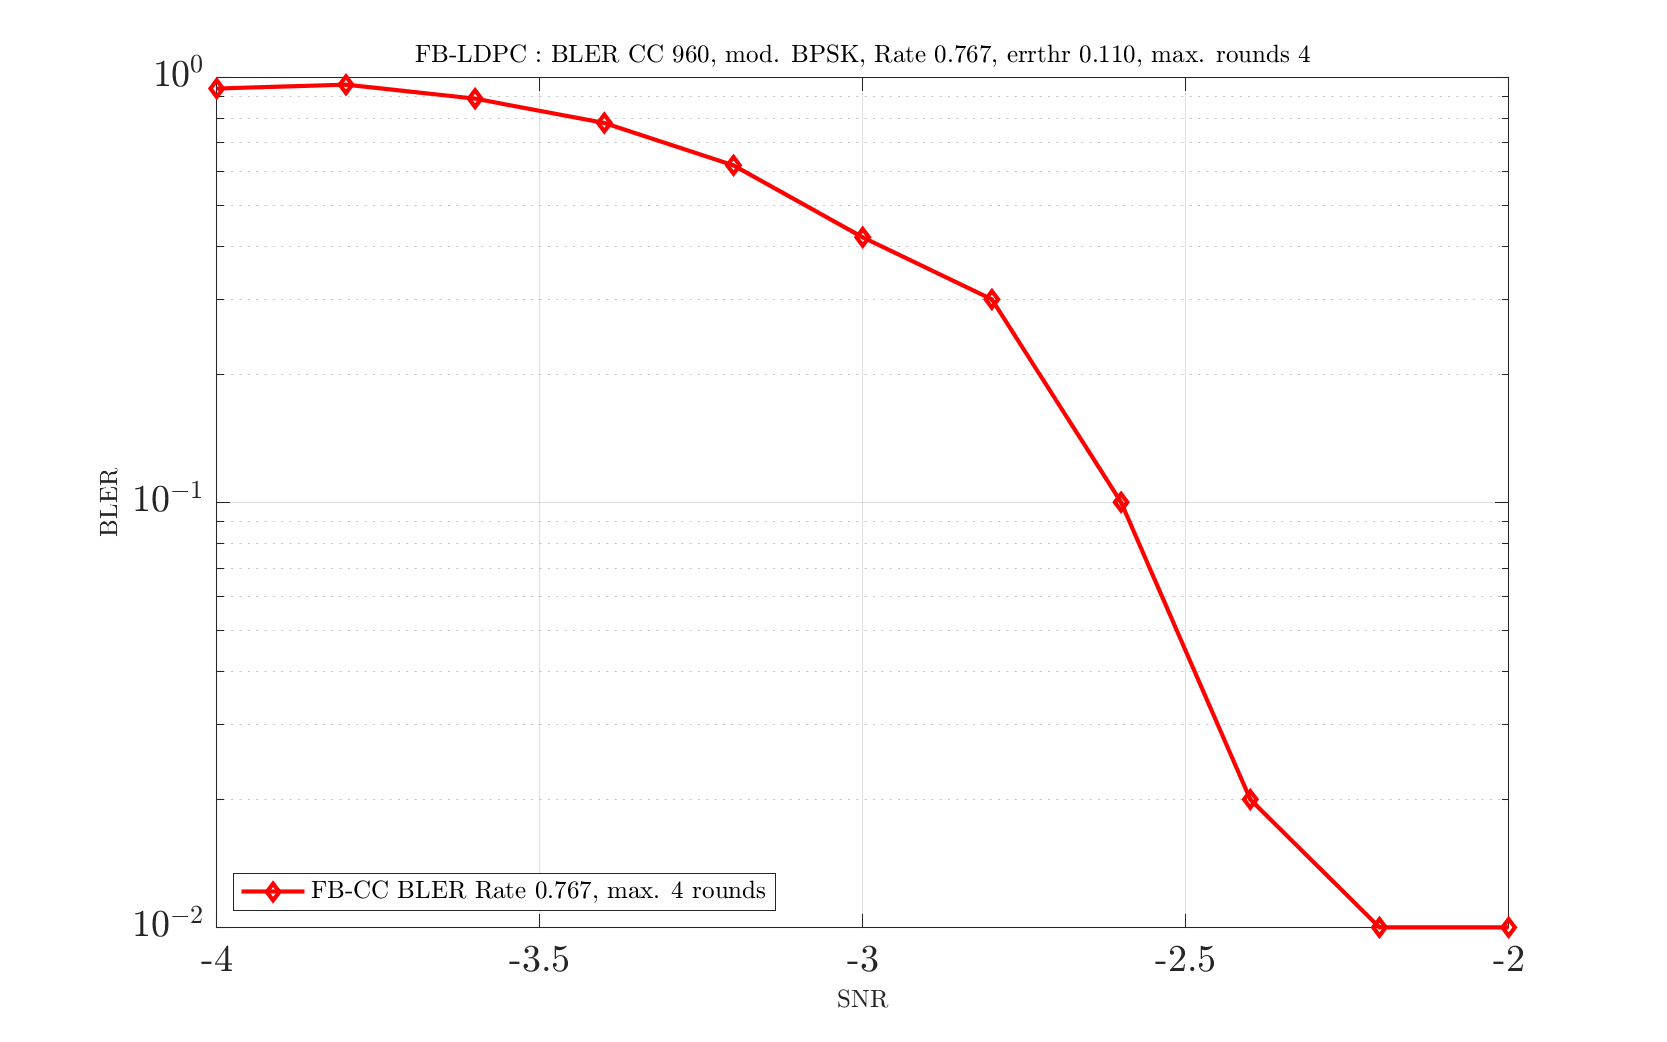 FB-LDPC : BLER CC 960, mod. BPSK, Rate 0.767, errthr 0.110, max. rounds 4
10^0
10^{-1}
10^{-2}
BLER
FB-CC BLER Rate 0.767, max. 4 rounds
-4 -3.5 -3 -2.5 -2
SNR